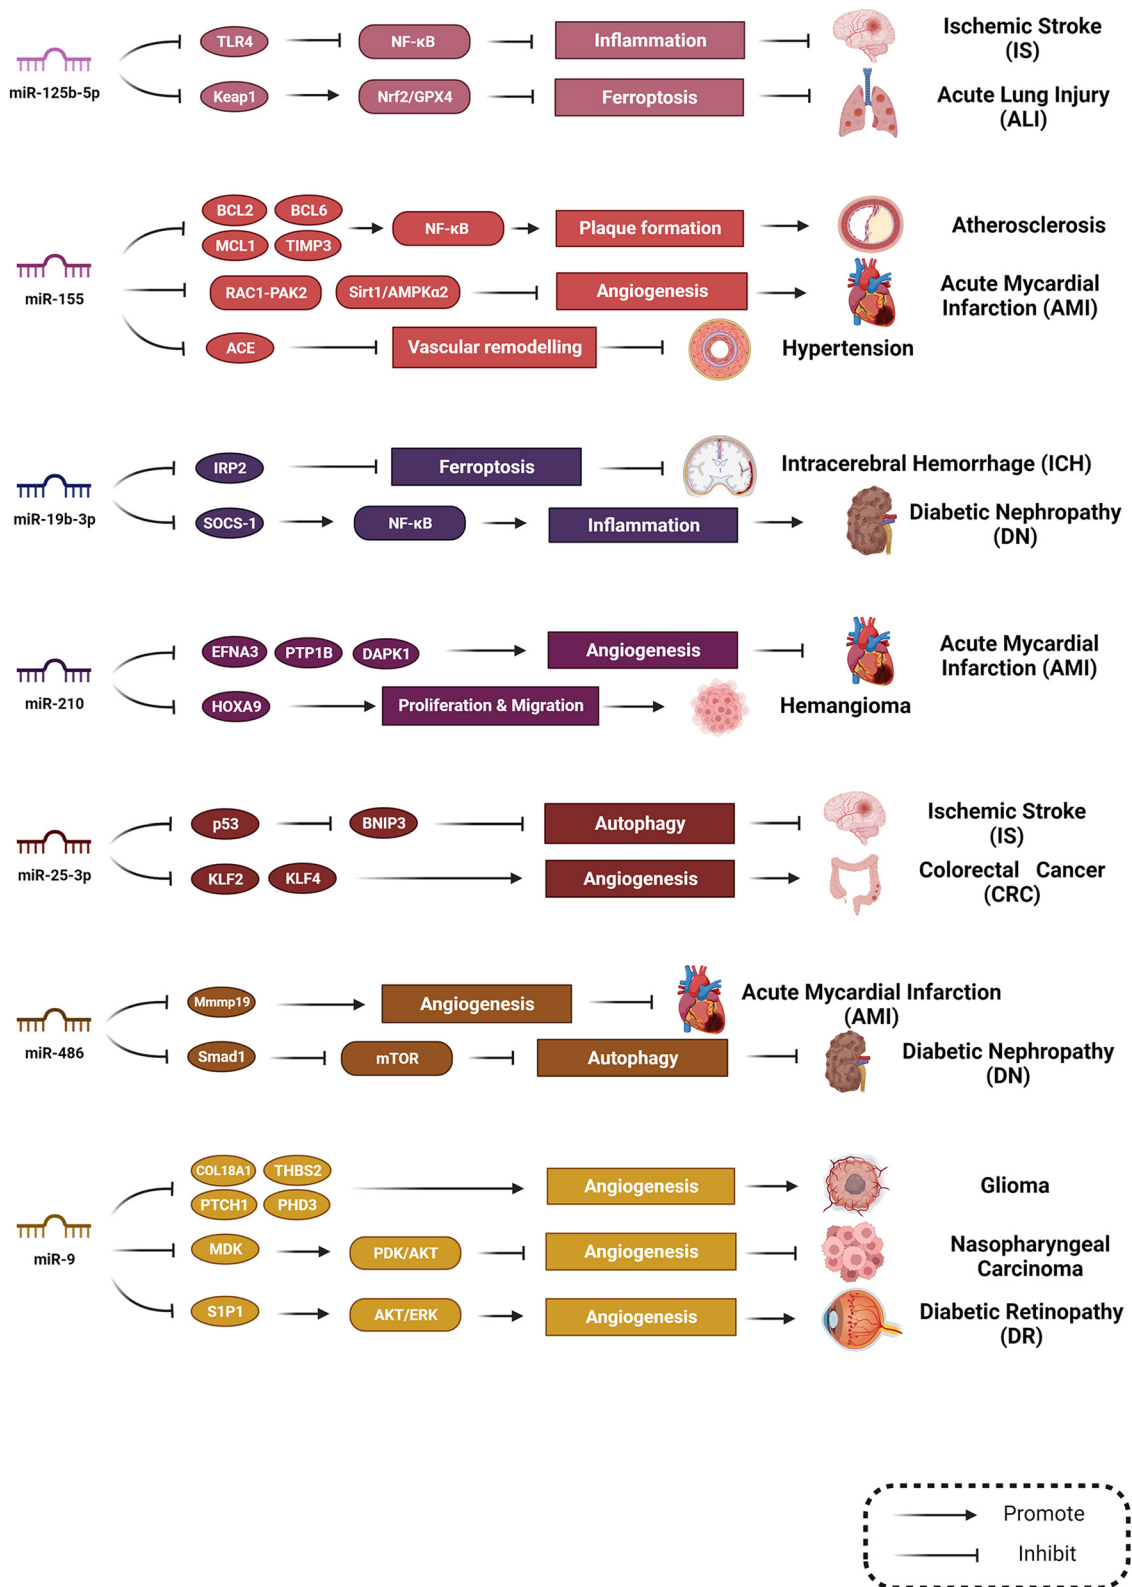 miR-125b-5p
TLR4
NF-κB
Inflammation
Ischemic Stroke
(IS)
Keap1
Nrf2/GPX4
Ferroptosis
Acute Lung Injury
(ALI)
miR-155
BCL2
BCL6
MCL1
TIMP3
NF-κB
Plaque formation
Atherosclerosis
RAC1-PAK2
Sirt1/AMPKα2
Angiogenesis
Acute Mycardial
Infarction (AMI)
ACE
Vascular remodelling
Hypertension
miR-19b-3p
IRP2
Ferroptosis
Intracerebral Hemorrhage (ICH)
SOCS-1
NF-κB
Inflammation
Diabetic Nephropathy
(DN)
miR-210
EFNA3
PTP1B
DAPK1
Angiogenesis
Acute Mycardial
Infarction (AMI)
HOXA9
Proliferation & Migration
Hemangioma
miR-25-3p
p53
BNIP3
Autophagy
Ischemic Stroke
(IS)
KLF2
KLF4
Angiogenesis
Colorectal Cancer
(CRC)
miR-486
Mmmp19
Angiogenesis
Acute Mycardial Infarction
(AMI)
Smad1
mTOR
Autophagy
Diabetic Nephropathy
(DN)
miR-9
COL18A1
THBS2
PTCH1
PHD3
Angiogenesis
Glioma
MDK
PDK/AKT
Angiogenesis
Nasopharyngeal
Carcinoma
S1P1
AKT/ERK
Angiogenesis
Diabetic Retinopathy
(DR)
Promote
Inhibit